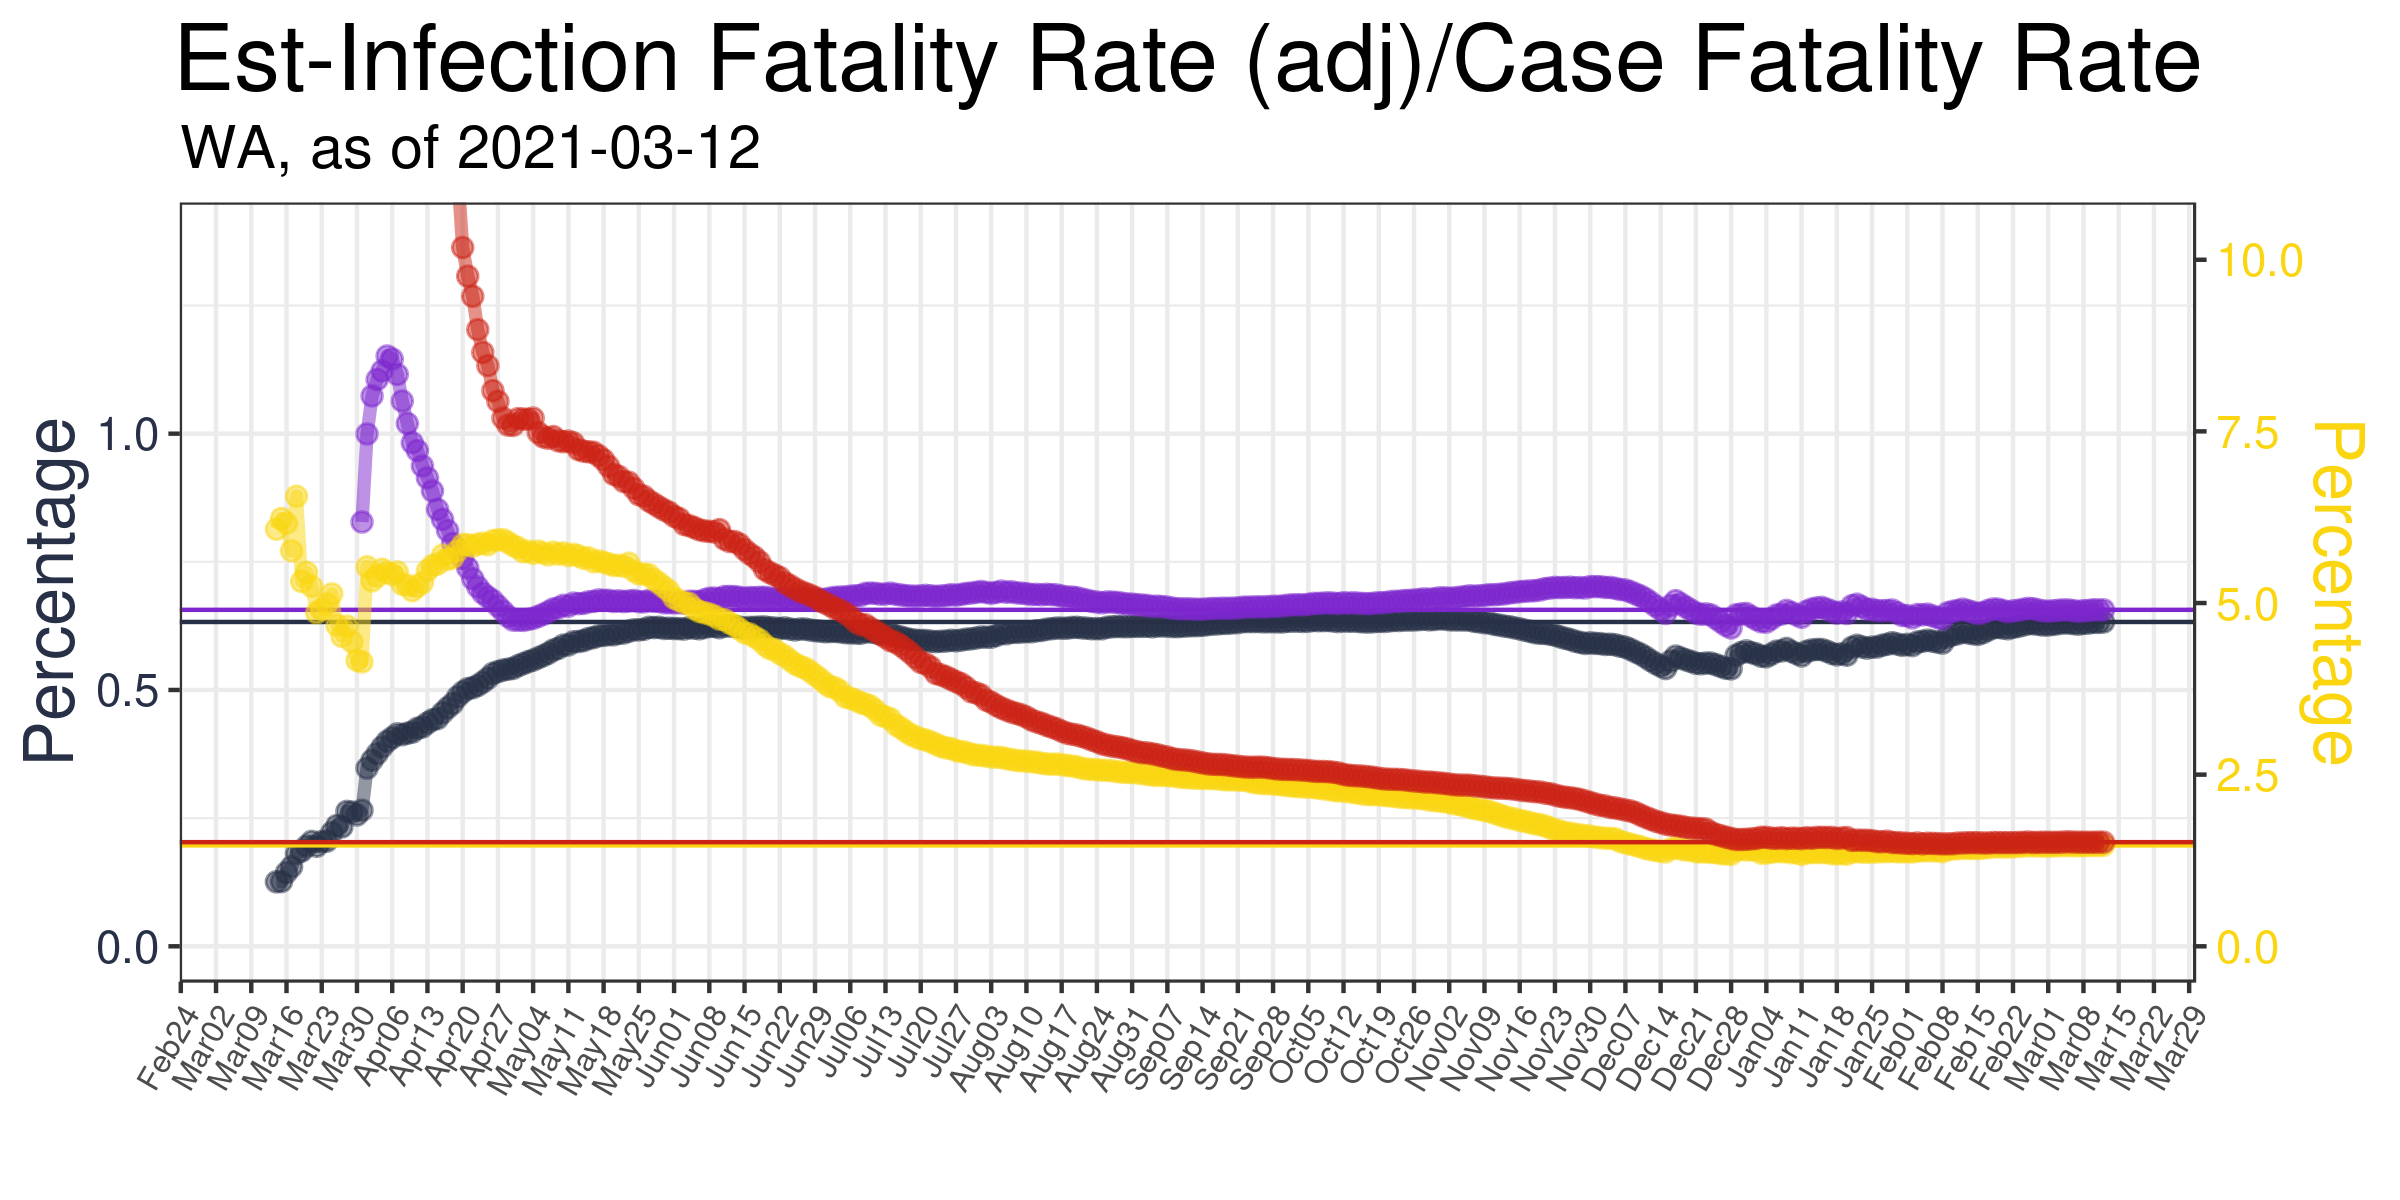 Est-Infection Fatality Rate (adj)/Case Fatality Rate
WA, as of 2021-03-12
Percentage
1.0
0.5
0.0
10.0
7.5
5.0
2.5
0.0
Percentage
Feb24
Mar02
Mar09
Mar16
Mar23
Mar30
Apr06
Apr13
Apr20
Apr27
May04
May11
May18
May25
Jun01
Jun08
Jun15
Jun22
Jun29
Jul06
Jul13
Jul20
Jul27
Aug03
Aug10
Aug17
Aug24
Aug31
Sep07
Sep14
Sep21
Sep28
Oct05
Oct12
Oct19
Oct26
Nov02
Nov09
Nov16
Nov23
Nov30
Dec07
Dec14
Dec21
Dec28
Jan04
Jan11
Jan18
Jan25
Feb01
Feb08
Feb15
Feb22
Mar01
Mar08
Mar15
Mar22
Mar29